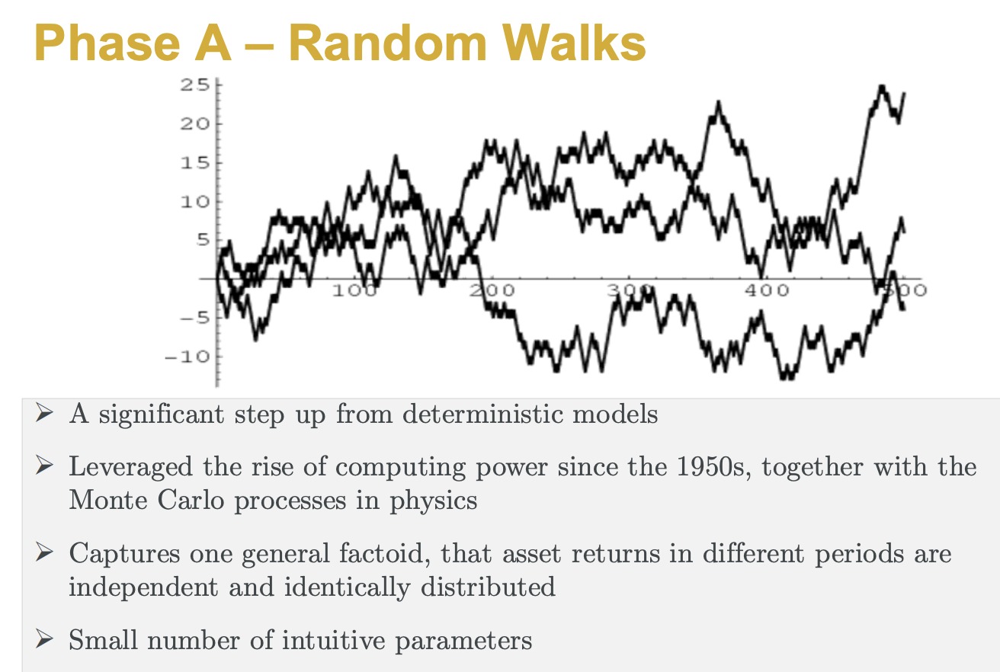 Phase A – Random Walks
25
20
15
10
5
100 200 300 400 500
−5
−10
➢ A significant step up from deterministic models
➢ Leveraged the rise of computing power since the 1950s, together with the
Monte Carlo processes in physics
➢ Captures one general factoid, that asset returns in different periods are
independent and identically distributed
➢ Small number of intuitive parameters